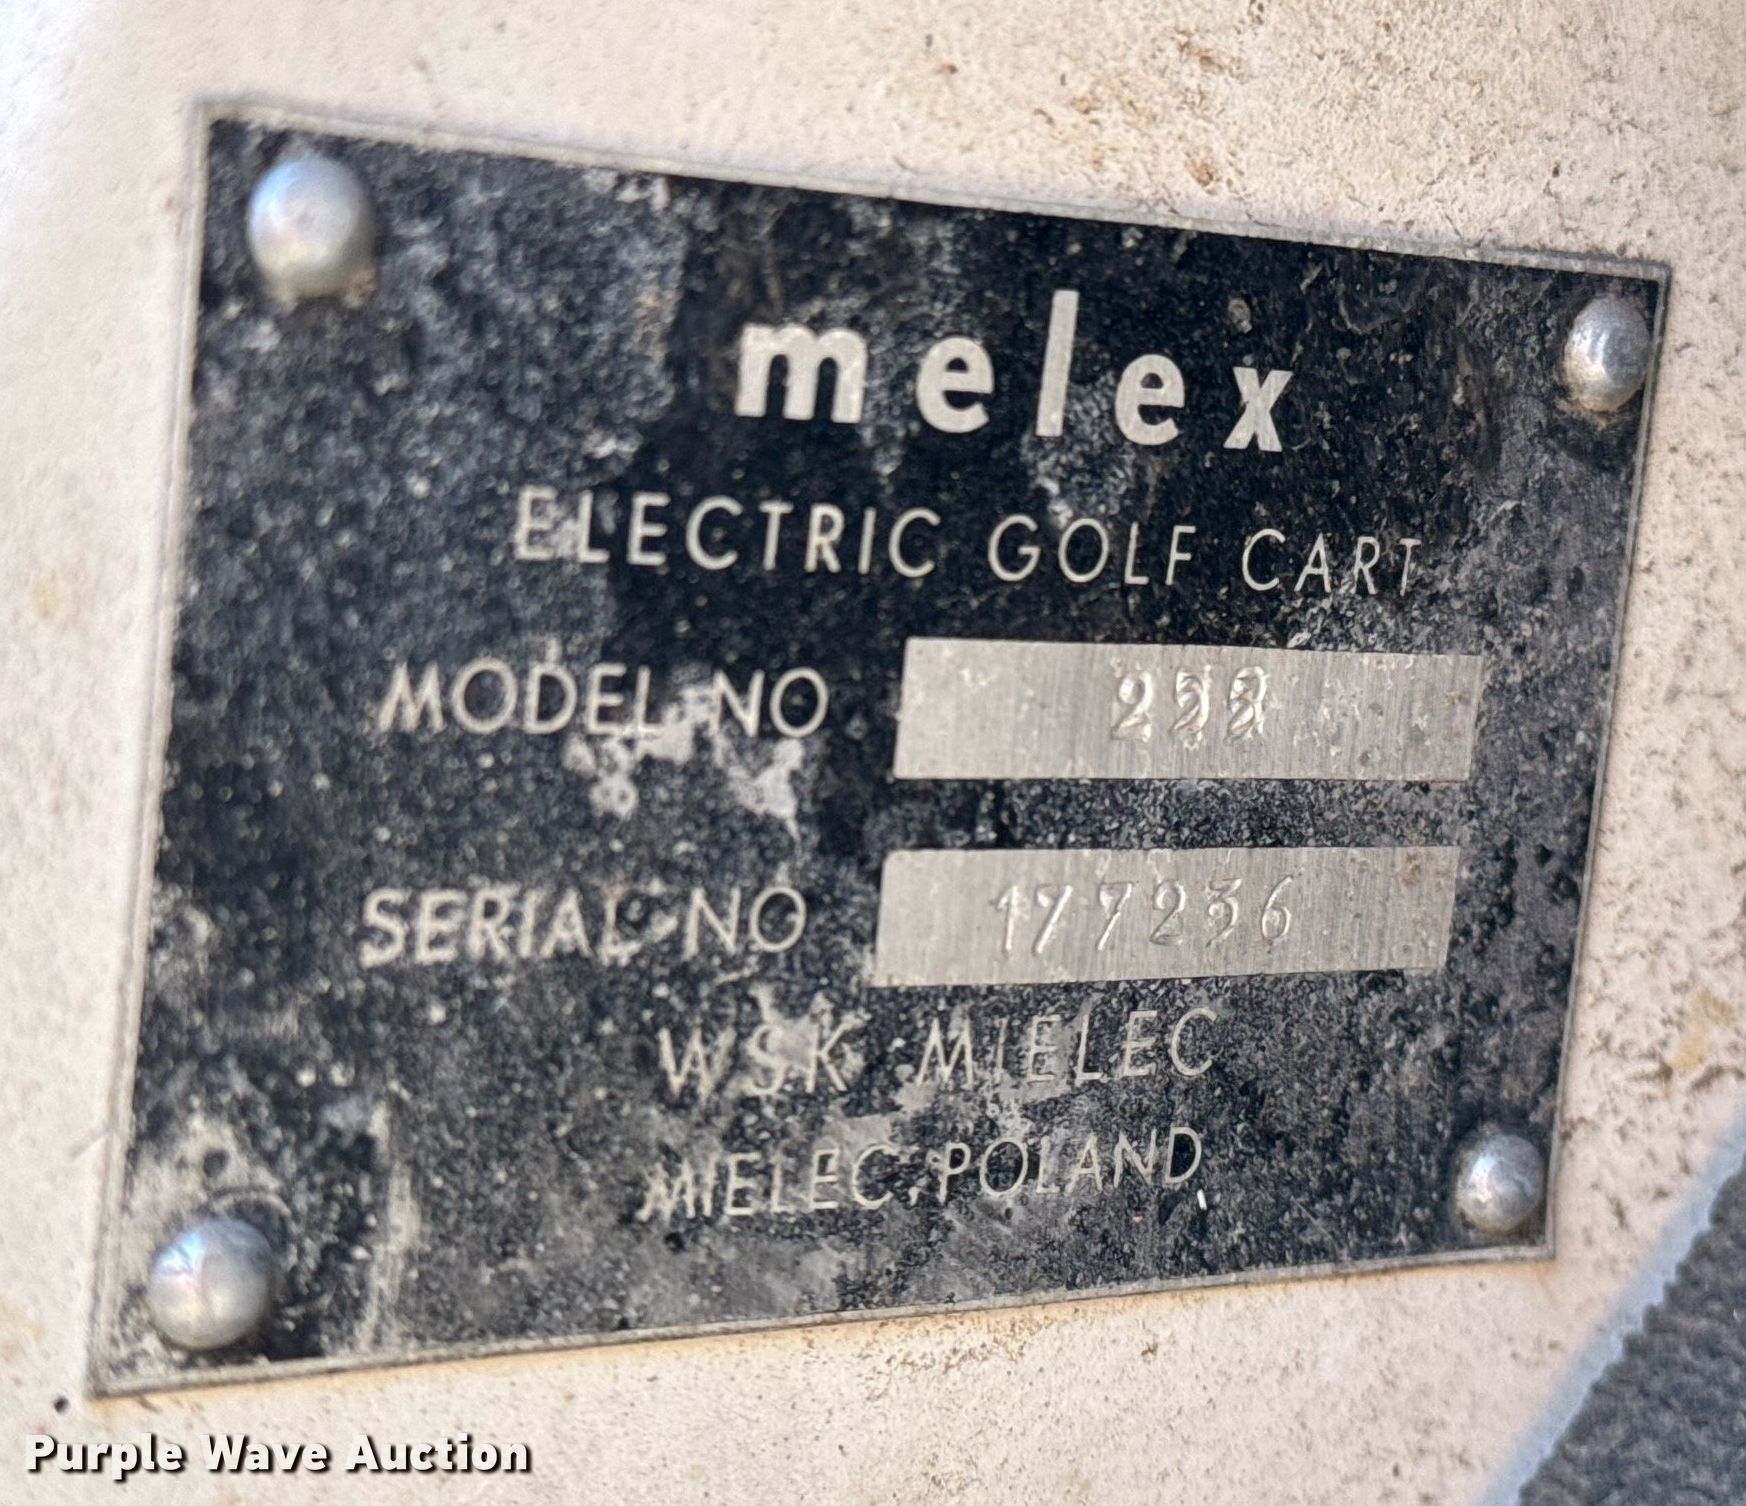 melex
ELECTRIC GOLF CART
MODEL NO
SERIAL NO 177236
WSK MIELEC
MIELEC, POLAND
Purple Wave Auction